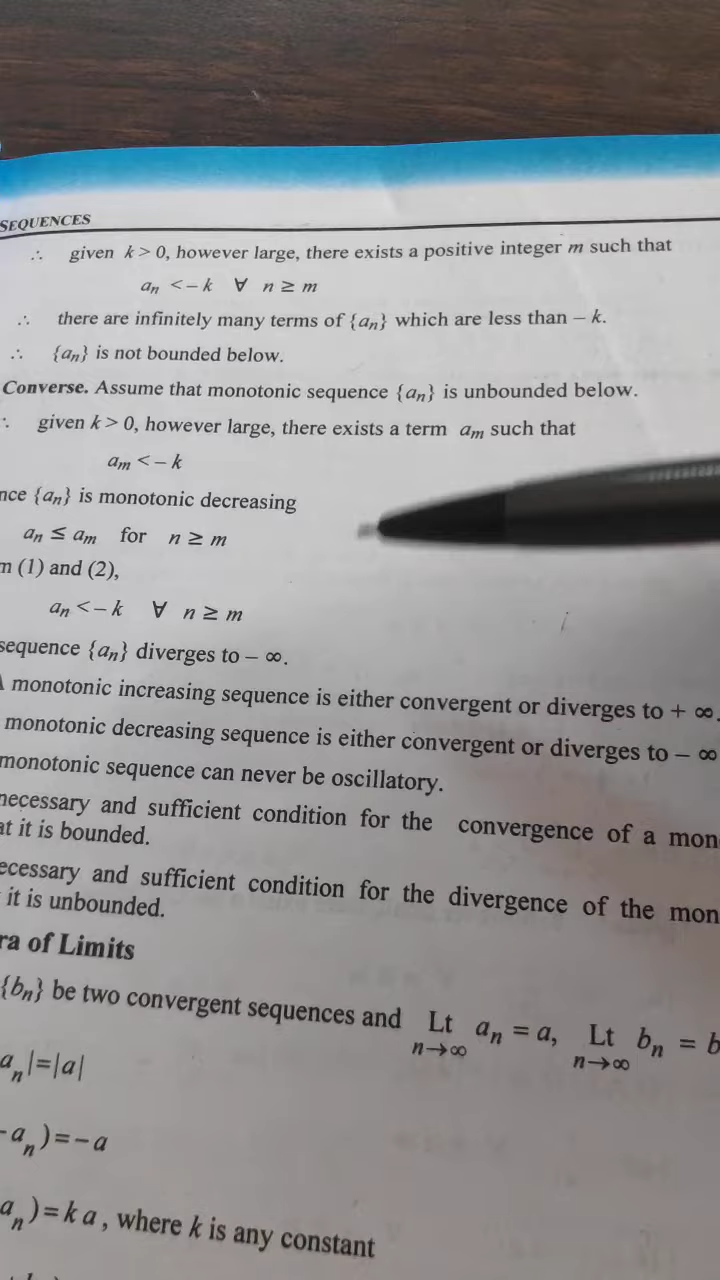 SEQUENCES
∴ given k > 0, however large, there exists a positive integer m such that
aₙ < – k ∀ n ≥ m
∴ there are infinitely many terms of {aₙ} which are less than – k.
∴ {aₙ} is not bounded below.
Converse. Assume that monotonic sequence {aₙ} is unbounded below.
∴ given k > 0, however large, there exists a term aₘ such that
aₘ < – k
{aₙ} is monotonic decreasing
aₙ ≤ aₘ for n ≥ m
(1) and (2),
aₙ < – k ∀ n ≥ m
sequence {aₙ} diverges to – ∞.
monotonic increasing sequence is either convergent or diverges to + ∞.
monotonic decreasing sequence is either convergent or diverges to – ∞
monotonic sequence can never be oscillatory.
necessary and sufficient condition for the convergence of a mon
it is bounded.
ecessary and sufficient condition for the divergence of the mon
it is unbounded.
ra of Limits
{bₙ} be two convergent sequences and Lt aₙ = a, Lt bₙ = b
n→∞ n→∞
aₙ|=|a|
-aₙ)=–a
aₙ)=k a, where k is any constant